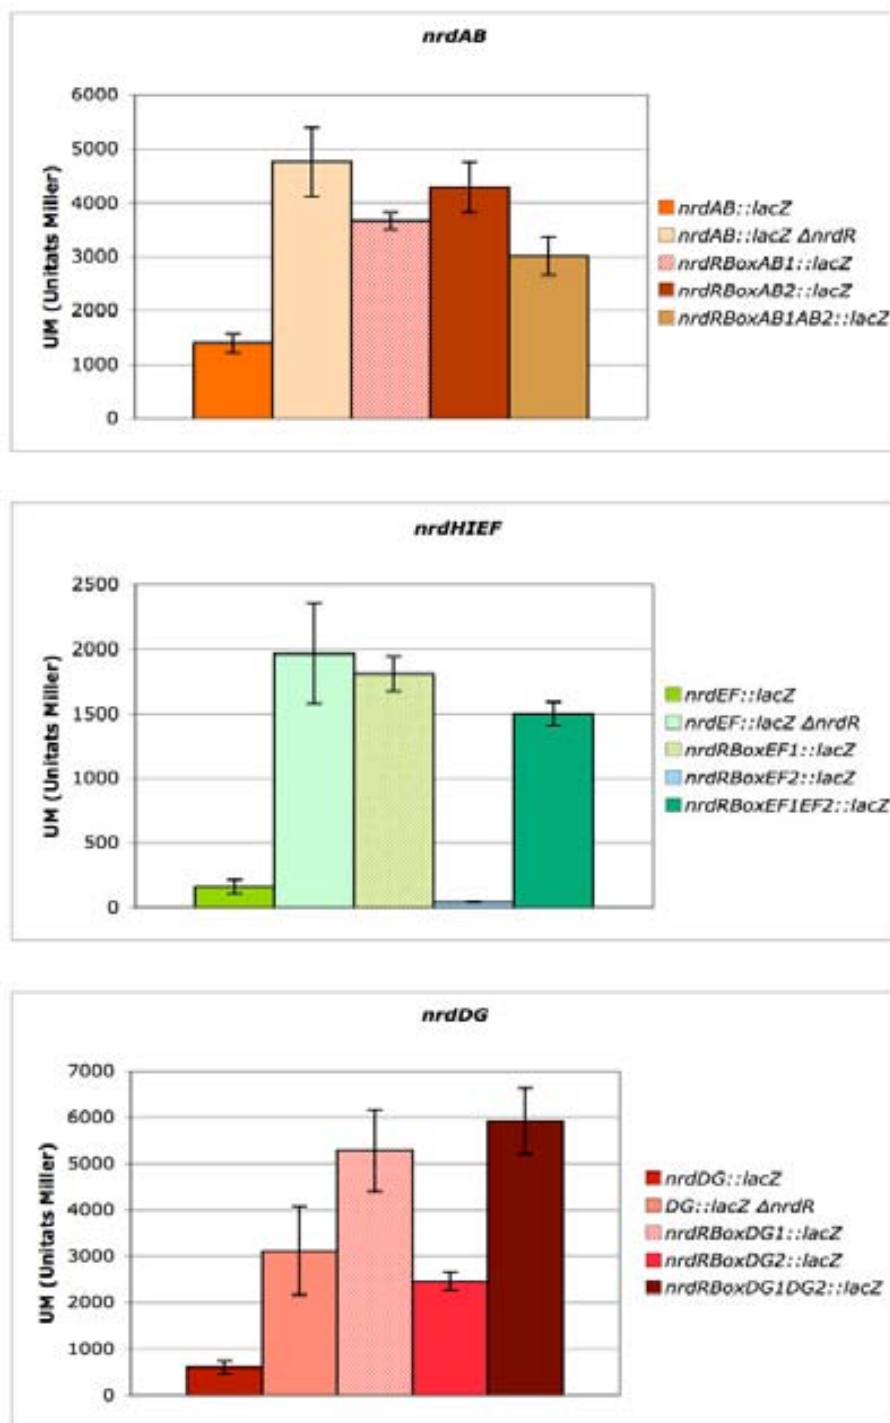 nrdAB
6000
5000
4000
3000
2000
1000
0
UM (Unitats Miller)
nrdAB::lacZ
nrdAB::lacZ ΔnrdR
nrdRBoxAB1::lacZ
nrdRBoxAB2::lacZ
nrdRBoxAB1AB2::lacZ
nrdHIEF
2500
2000
1500
1000
500
0
UM (Unitats Miller)
nrdEF::lacZ
nrdEF::lacZ ΔnrdR
nrdRBoxEF1::lacZ
nrdRBoxEF2::lacZ
nrdRBoxEF1EF2::lacZ
nrdDG
7000
6000
5000
4000
3000
2000
1000
0
UM (Unitats Miller)
nrdDG::lacZ
DG::lacZ ΔnrdR
nrdRBoxDG1::lacZ
nrdRBoxDG2::lacZ
nrdRBoxDG1DG2::lacZ